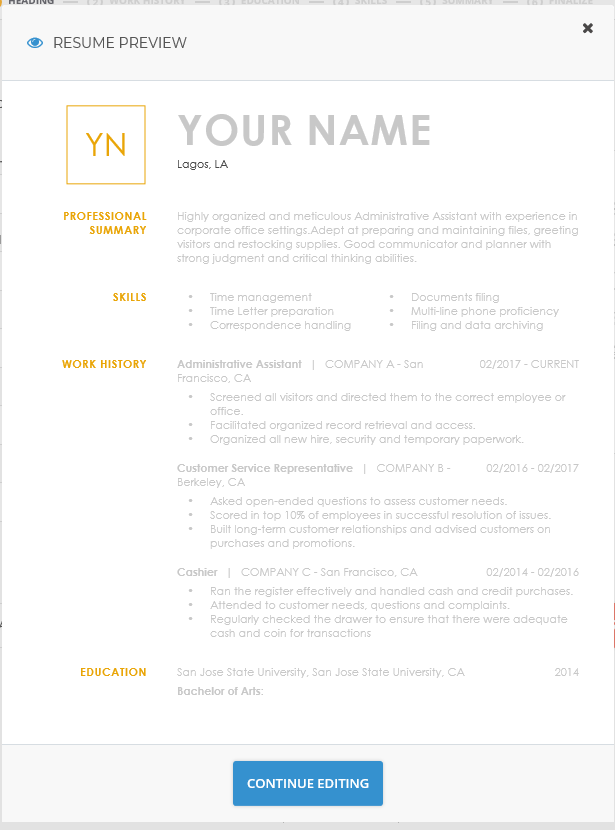 HEADING [2] WORK HISTORY [3] EDUCATION [4] SKILLS [5] SUMMARY [6] FINALIZE
RESUME PREVIEW
YN
YOUR NAME
Lagos, LA
PROFESSIONAL
SUMMARY
Highly organized and meticulous Administrative Assistant with experience in
corporate office settings.Adept at preparing and maintaining files, greeting
visitors and restocking supplies. Good communicator and planner with
strong judgment and critical thinking abilities.
SKILLS
• Time management
• Time Letter preparation
• Correspondence handling
• Documents filing
• Multi-line phone proficiency
• Filing and data archiving
WORK HISTORY
Administrative Assistant | COMPANY A - San 02/2017 - CURRENT
Francisco, CA
• Screened all visitors and directed them to the correct employee or
office.
• Facilitated organized record retrieval and access.
• Organized all new hire, security and temporary paperwork.
Customer Service Representative | COMPANY B - 02/2016 - 02/2017
Berkeley, CA
• Asked open-ended questions to assess customer needs.
• Scored in top 10% of employees in successful resolution of issues.
• Built long-term customer relationships and advised customers on
purchases and promotions.
Cashier | COMPANY C - San Francisco, CA 02/2014 - 02/2016
• Ran the register effectively and handled cash and credit purchases.
• Attended to customer needs, questions and complaints.
• Regularly checked the drawer to ensure that there were adequate
cash and coin for transactions
EDUCATION
San Jose State University, San Jose State University, CA 2014
Bachelor of Arts:
CONTINUE EDITING